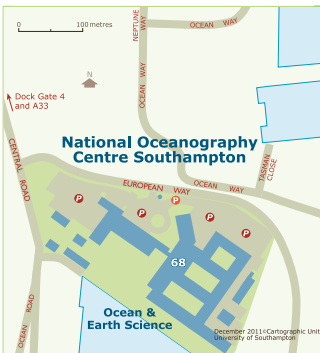 NEPTUNE WAY
OCEAN WAY
0 100 metres
N
OCEAN WAY
Dock Gate 4
and A33
National Oceanography
Centre Southampton
CENTRAL ROAD
TASMAN
CLOSE
EUROPEAN WAY
OCEAN WAY
P
P
P
P
P
68
Ocean &
Earth Science
OCEAN ROAD
December 2011©Cartographic Unit
University of Southampton